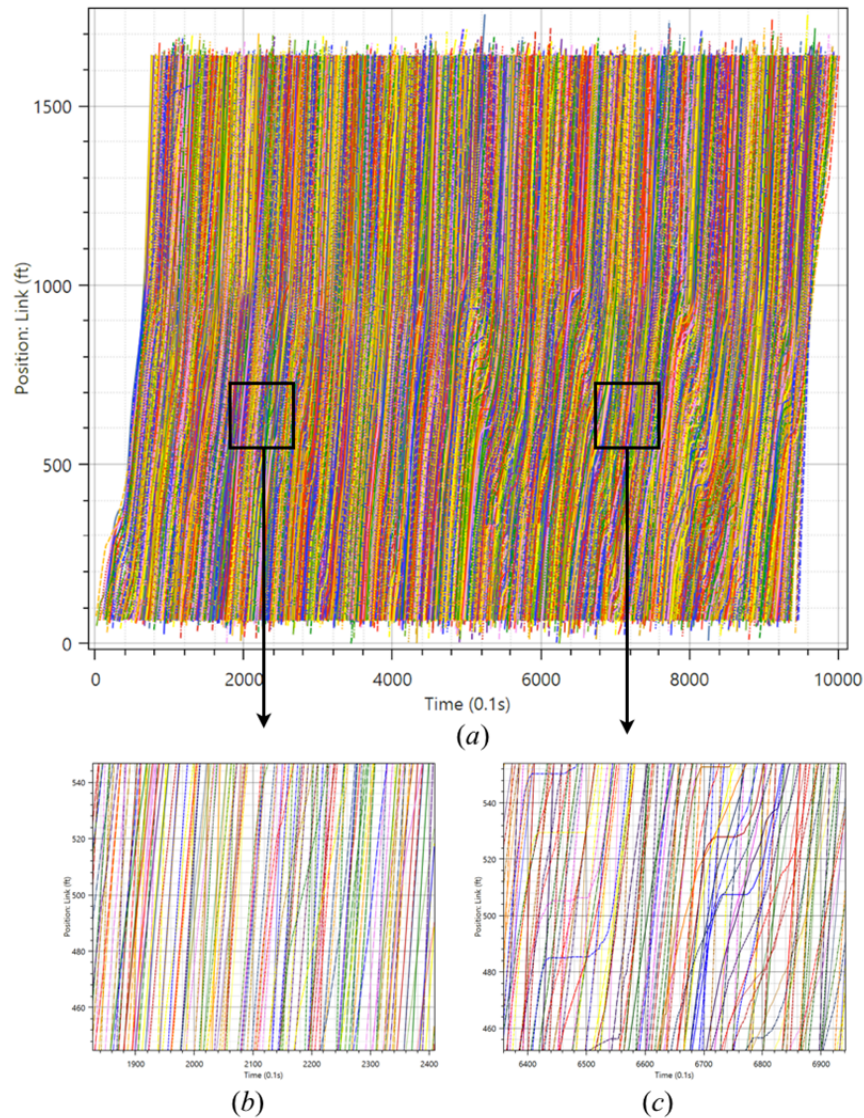 1500
1000
500
0
Position: Link (ft)
0 2000 4000 6000 8000 10000
Time (0.1s)
(a)
540
520
500
480
460
Position: Link (ft)
1900 2000 2100 2200 2300 2400
Time (0.1s)
(b)
540
520
500
480
460
Position: Link (ft)
6400 6500 6600 6700 6800 6900
Time (0.1s)
(c)